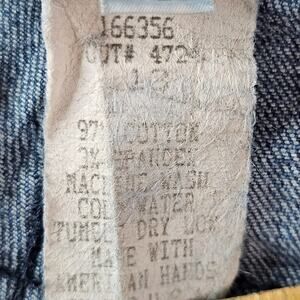 166356
CUT# 472
12
97% COTTON
3% SPANDEX
MACHINE WASH
COLD WATER
TUMBLE DRY LOW
MADE WITH
AMERICAN HANDS